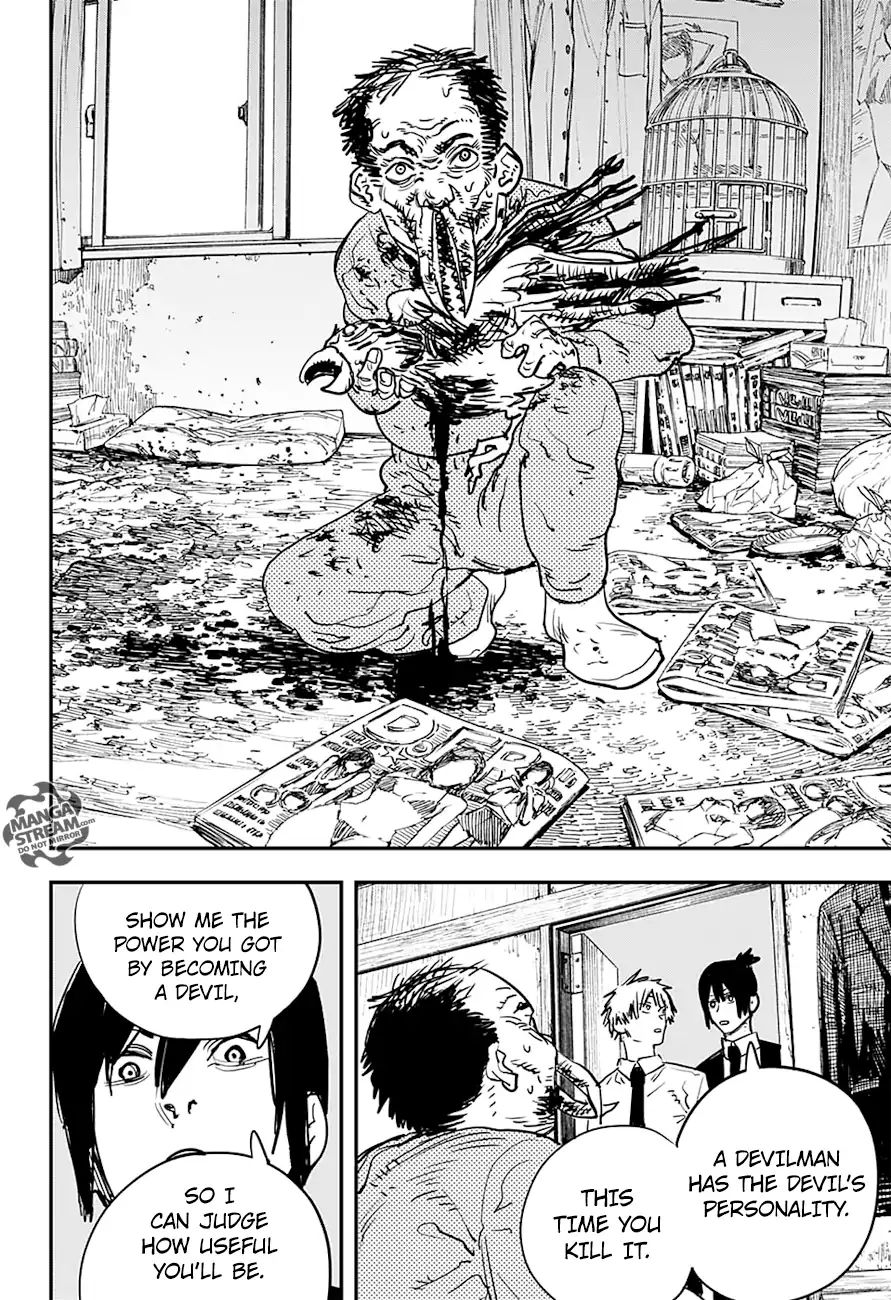 MANGA
STREAM.com
DO NOT MIRROR!
SHOW ME THE
POWER YOU GOT
BY BECOMING
A DEVIL,
SO I
CAN JUDGE
HOW USEFUL
YOU'LL BE.
A DEVILMAN
HAS THE DEVIL'S
PERSONALITY.
THIS
TIME YOU
KILL IT.